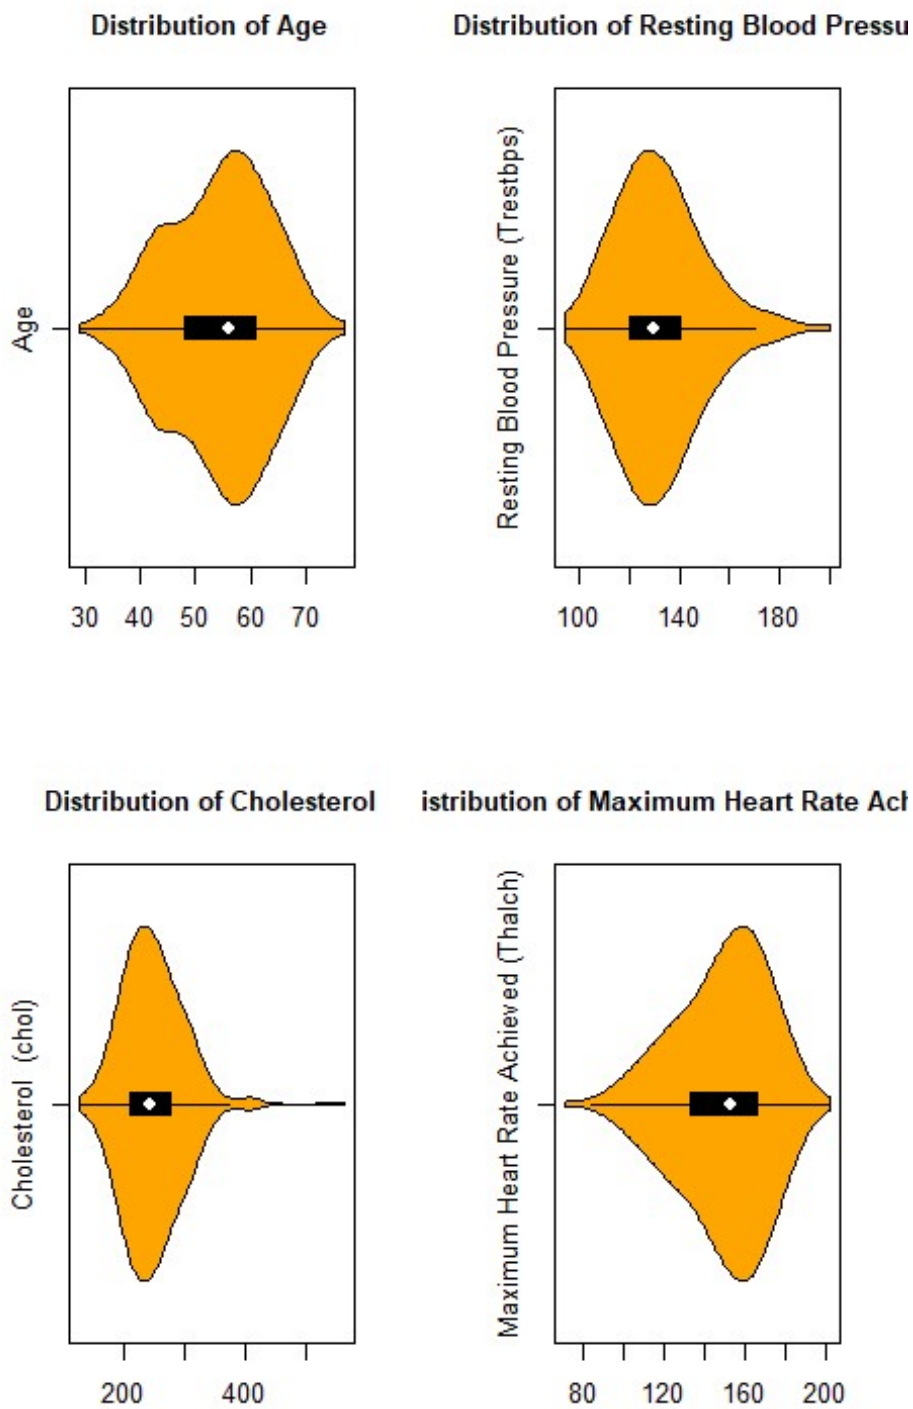 Distribution of Age
Distribution of Resting Blood Pressu
Age
Resting Blood Pressure (Trestbps)
30 40 50 60 70
100 140 180
Distribution of Cholesterol
istribution of Maximum Heart Rate Ach
Cholesterol (chol)
Maximum Heart Rate Achieved (Thalch)
200 400
80 120 160 200